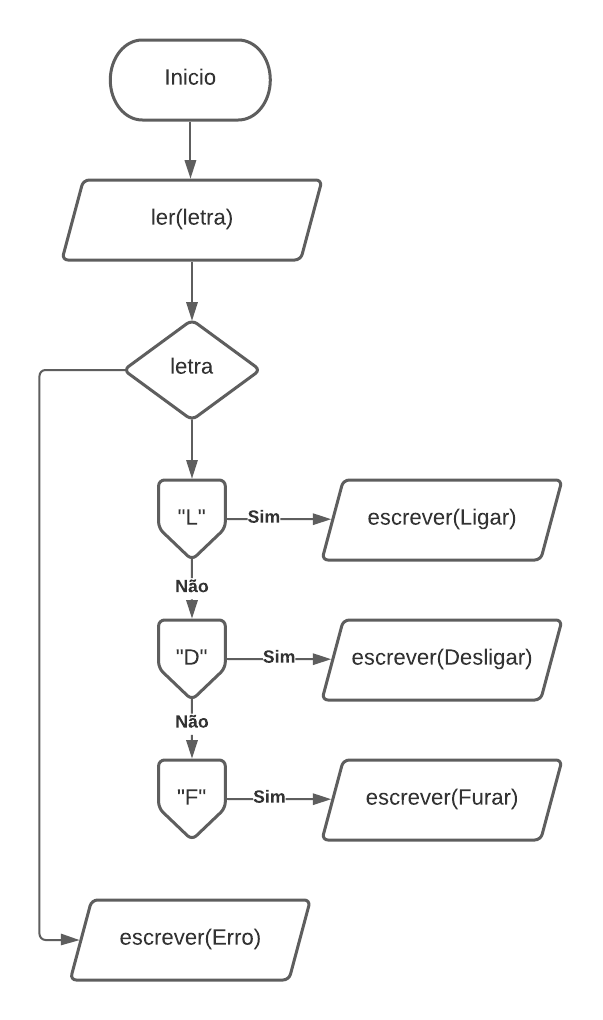 Inicio
ler(letra)
letra
"L"
Sim
escrever(Ligar)
Não
"D"
Sim
escrever(Desligar)
Não
"F"
Sim
escrever(Furar)
escrever(Erro)